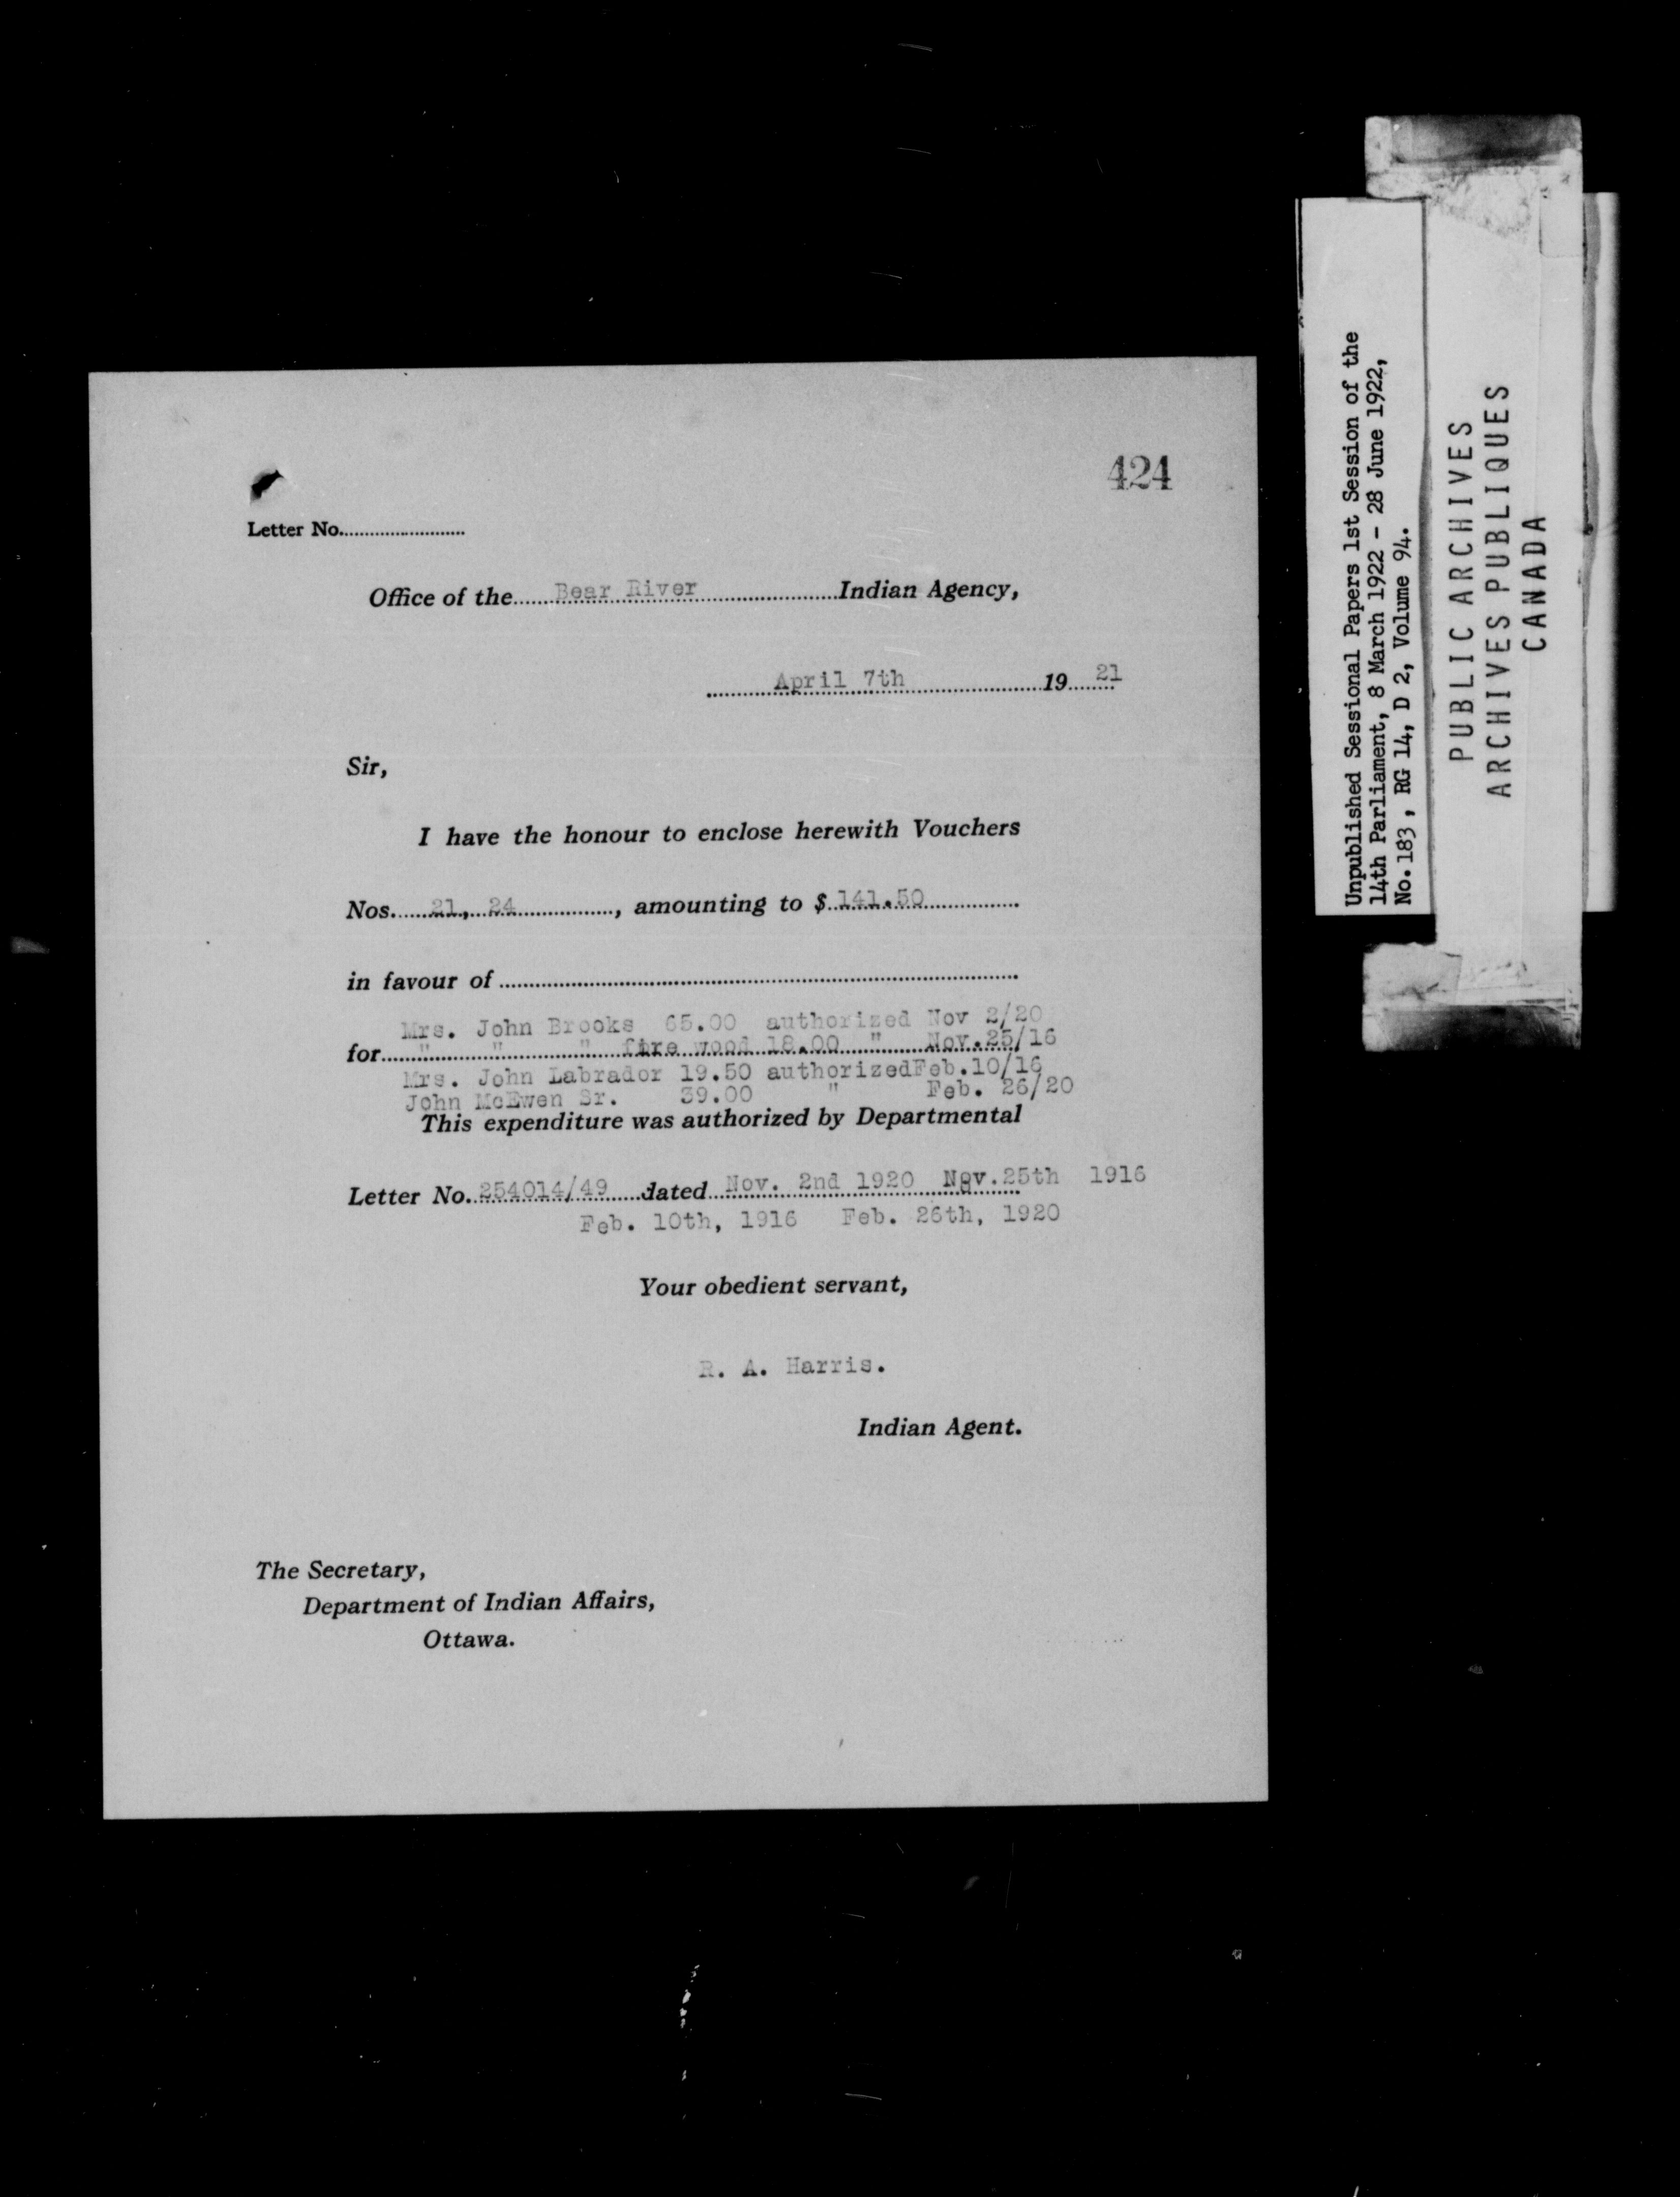 424
Letter No.
Office of the Bear River Indian Agency,
April 7th 1921
Sir,
I have the honour to enclose herewith Vouchers
Nos. 21, 24, amounting to $ 141.50
in favour of
Mrs. John Brooks 65.00 authorized Nov 2/20
for " " " fire wood 18.00 " Nov.25/16
Mrs. John Labrador 19.50 authorizedFeb.10/16
John McEwen Sr. 39.00 " Feb. 26/20
This expenditure was authorized by Departmental
Letter No. 254014/49 dated Nov. 2nd 1920 Nov.25th 1916
Feb. 10th, 1916 Feb. 26th, 1920
Your obedient servant,
R. A. Harris.
Indian Agent.
The Secretary,
Department of Indian Affairs,
Ottawa.
Unpublished Sessional Papers 1st Session of the
14th Parliament, 8 March 1922 - 28 June 1922,
No.183, RG 14, D 2, Volume 94.
PUBLIC ARCHIVES
ARCHIVES PUBLIQUES
CANADA